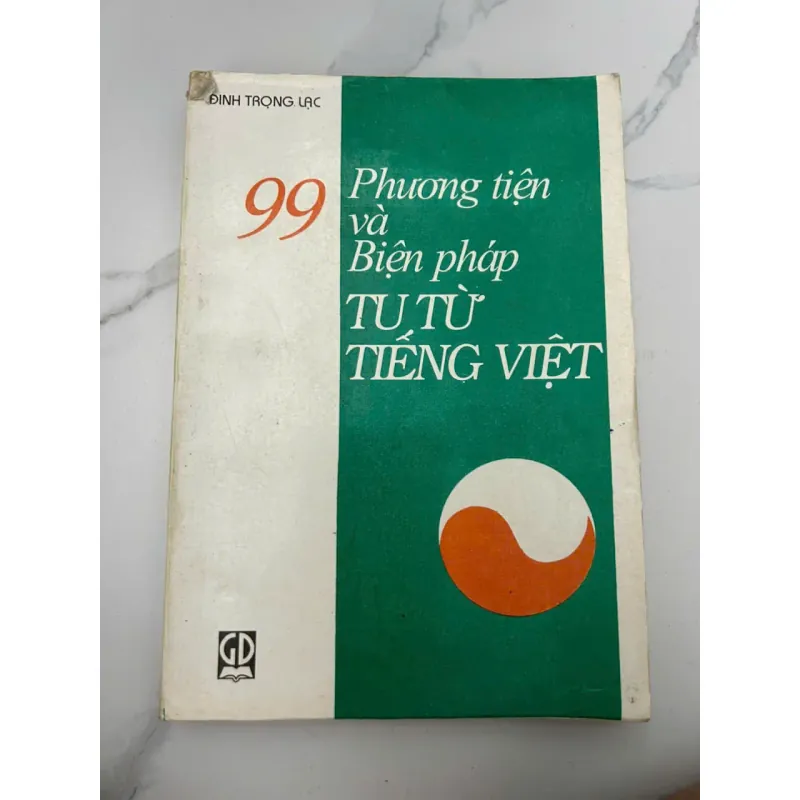 ĐINH TRỌNG LẠC
99 Phương tiện
và
Biện pháp
TU TỪ
TIẾNG VIỆT
GD